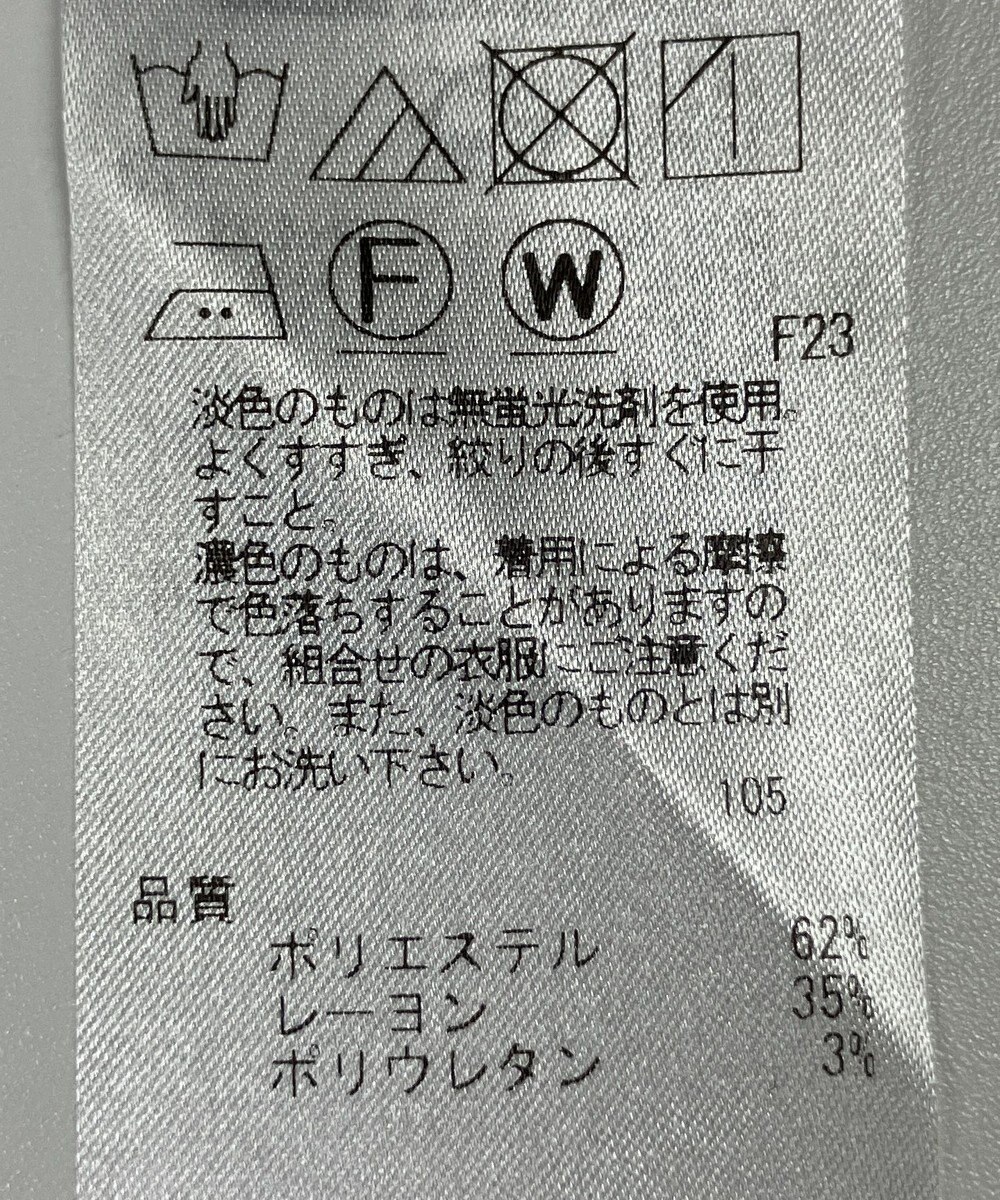 F W
F23
淡色のものは無蛍光洗剤を使用。
よくすすぎ、絞りの後すぐに干
すこと。
濃色のものは、着用による摩擦
で色落ちすることがありますの
で、組合せの衣服にご注意くだ
さい。また、淡色のものとは別
にお洗い下さい。
105
品質
ポリエステル 62%
レーヨン 35%
ポリウレタン 3%